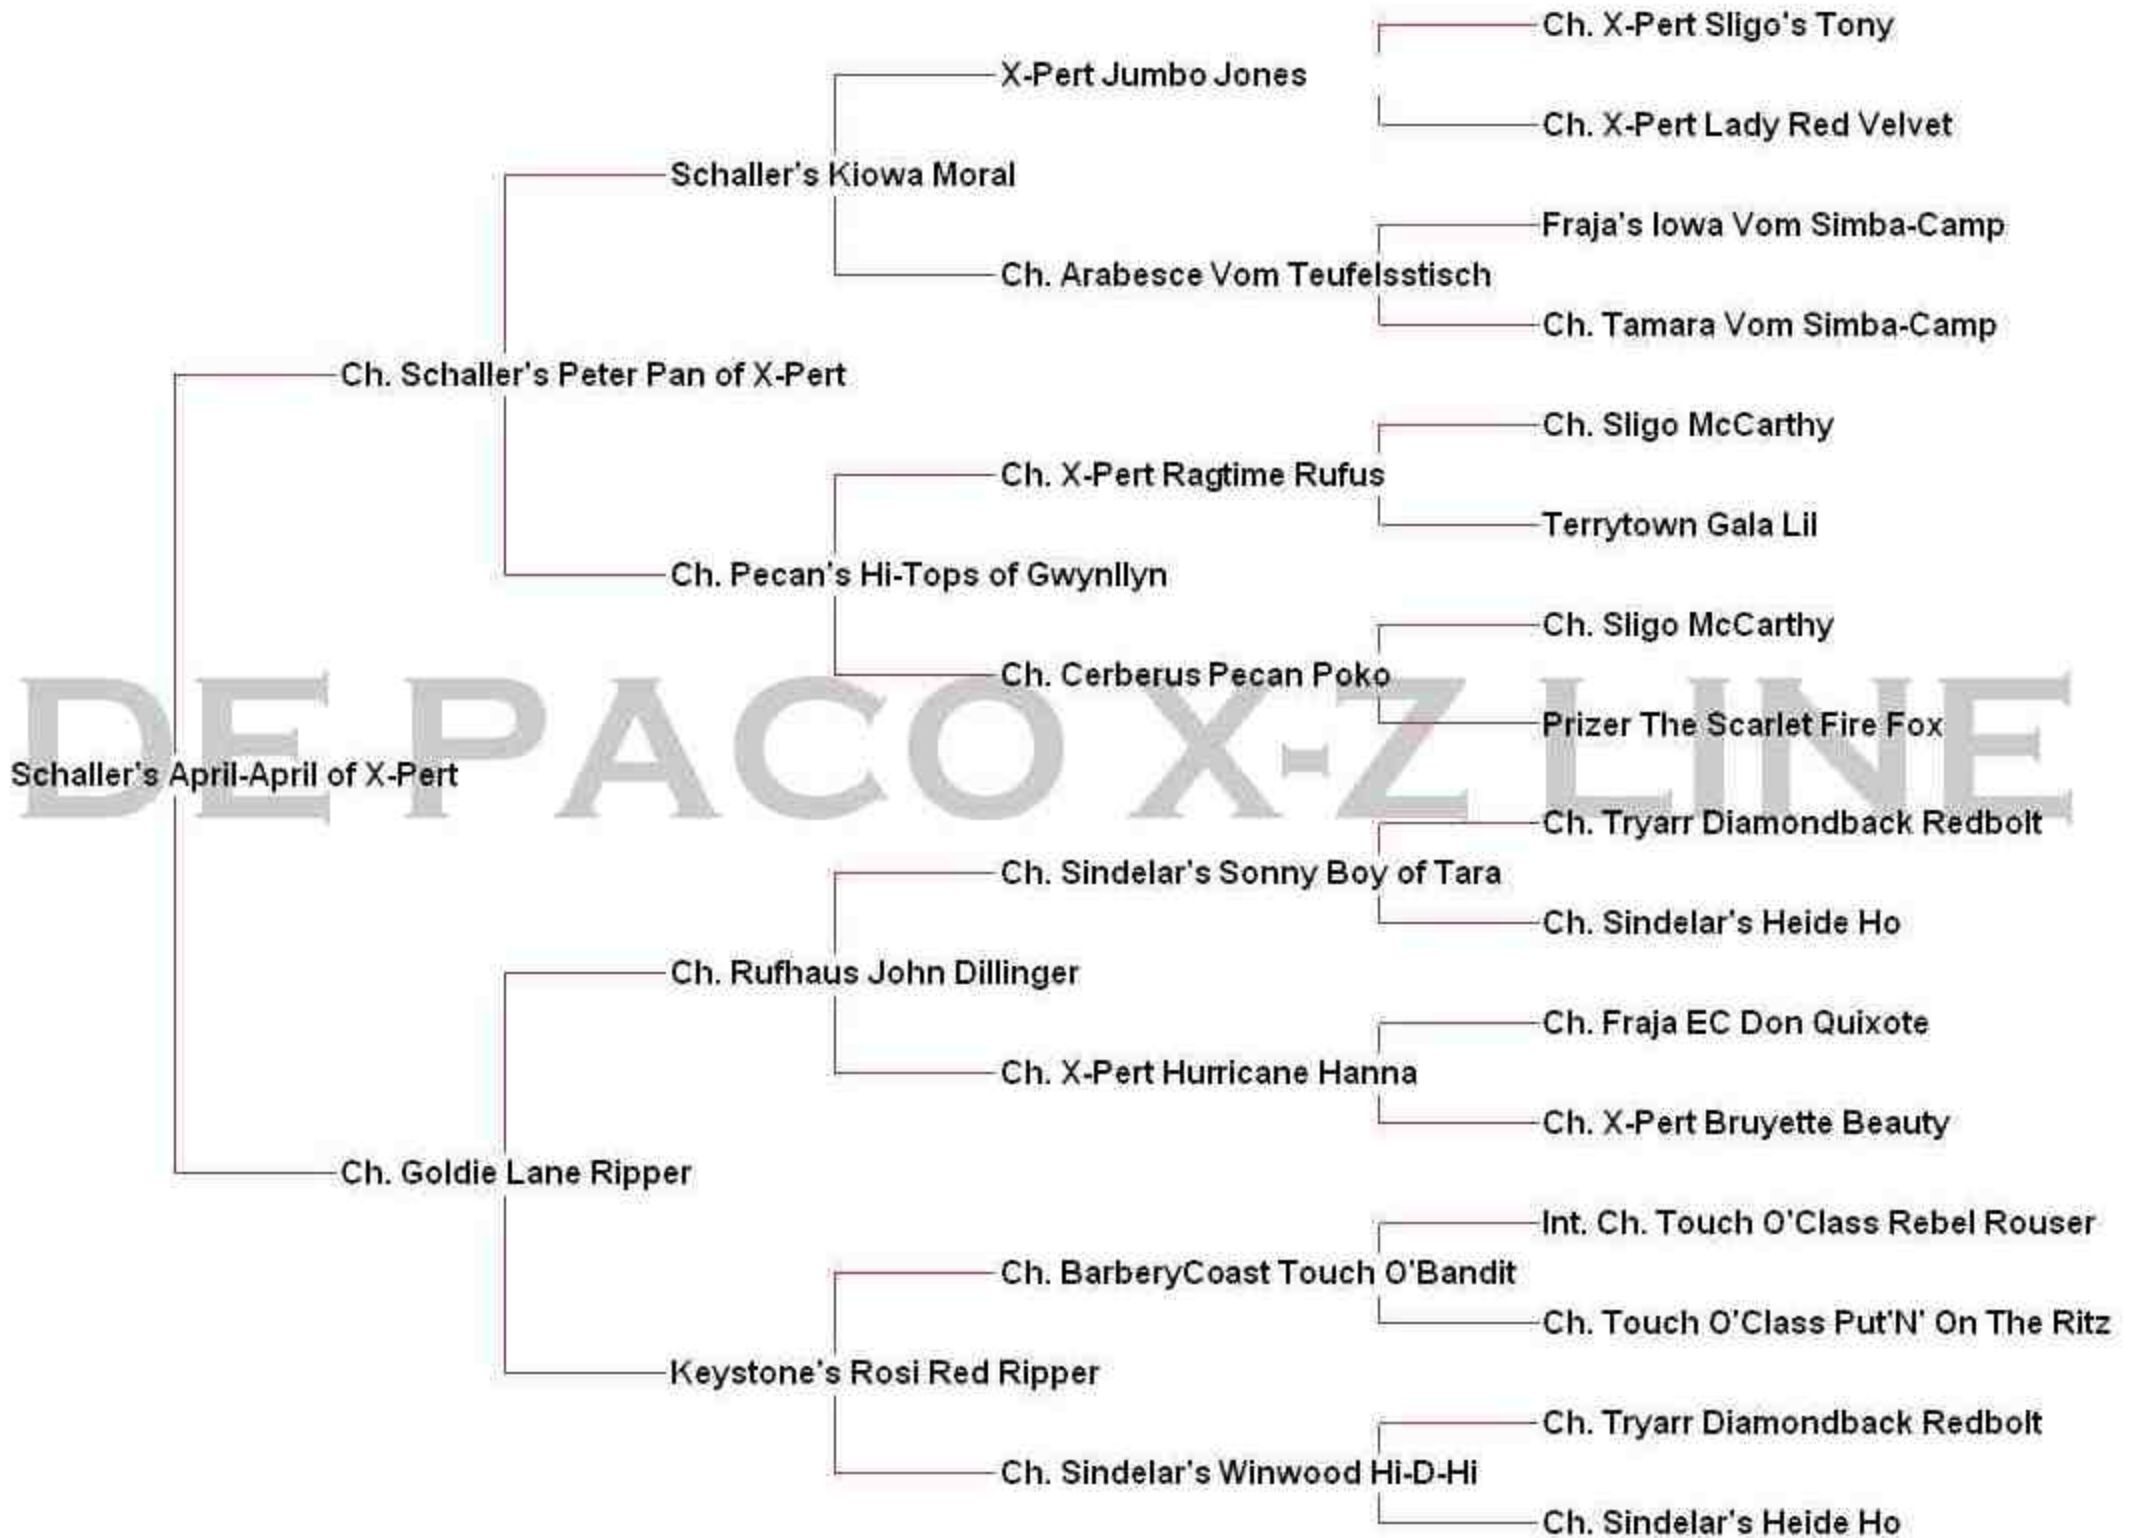 Ch. X-Pert Sligo's Tony
X-Pert Jumbo Jones
Ch. X-Pert Lady Red Velvet
Schaller's Kiowa Moral
Fraja's Iowa Vom Simba-Camp
Ch. Arabesce Vom Teufelsstisch
Ch. Tamara Vom Simba-Camp
Ch. Schaller's Peter Pan of X-Pert
Ch. Sligo McCarthy
Ch. X-Pert Ragtime Rufus
Terrytown Gala Lil
Ch. Pecan's Hi-Tops of Gwynllyn
Ch. Sligo McCarthy
Ch. Cerberus Pecan Poko
Prizer The Scarlet Fire Fox
DE PACO X-Z LINE
Schaller's April-April of X-Pert
Ch. Tryarr Diamondback Redbolt
Ch. Sindelar's Sonny Boy of Tara
Ch. Sindelar's Heide Ho
Ch. Rufhaus John Dillinger
Ch. Fraja EC Don Quixote
Ch. X-Pert Hurricane Hanna
Ch. X-Pert Bruyette Beauty
Ch. Goldie Lane Ripper
Int. Ch. Touch O'Class Rebel Rouser
Ch. BarberyCoast Touch O'Bandit
Ch. Touch O'Class Put'N' On The Ritz
Keystone's Rosi Red Ripper
Ch. Tryarr Diamondback Redbolt
Ch. Sindelar's Winwood Hi-D-Hi
Ch. Sindelar's Heide Ho